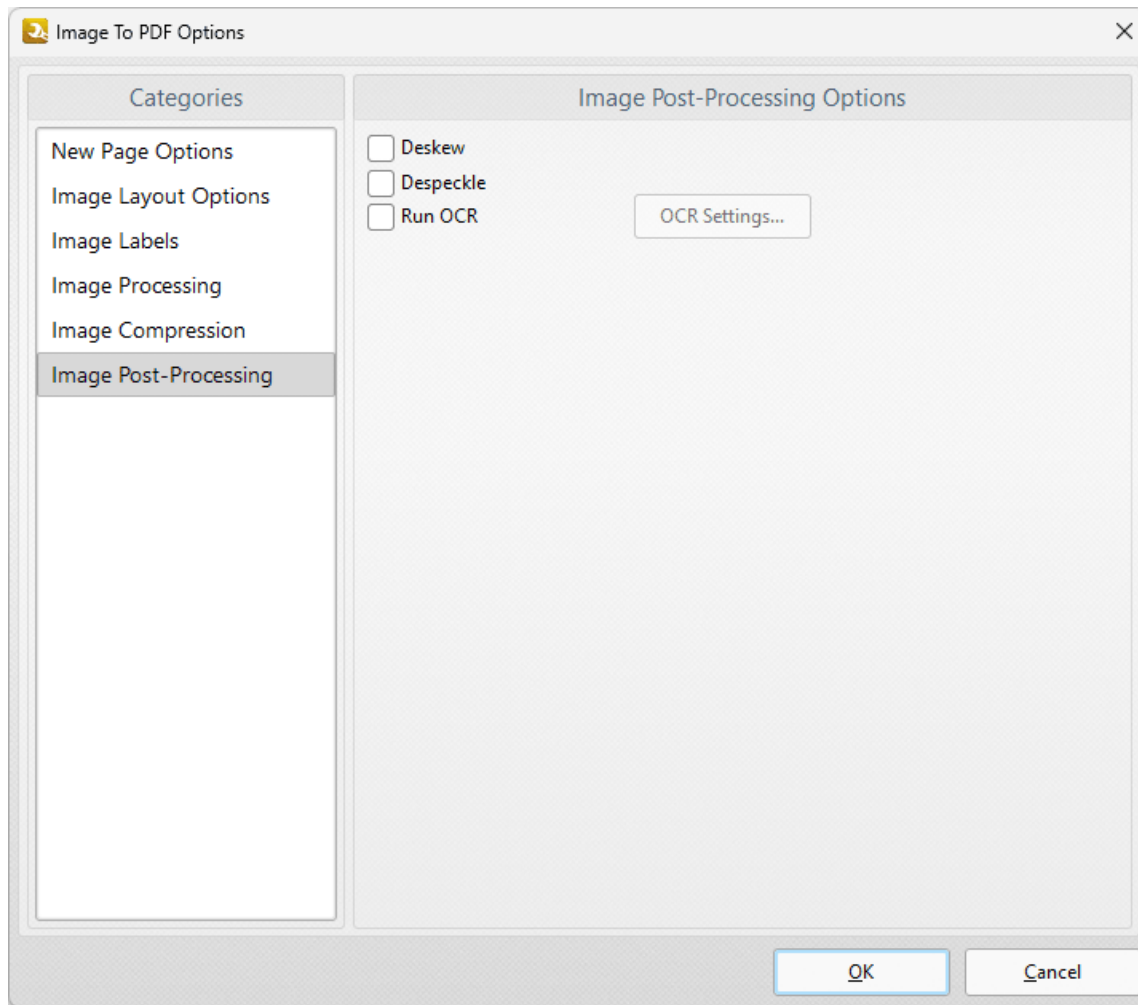 Image To PDF Options
Categories
New Page Options
Image Layout Options
Image Labels
Image Processing
Image Compression
Image Post-Processing
Image Post-Processing Options
Deskew
Despeckle
Run OCR
OCR Settings...
OK
Cancel